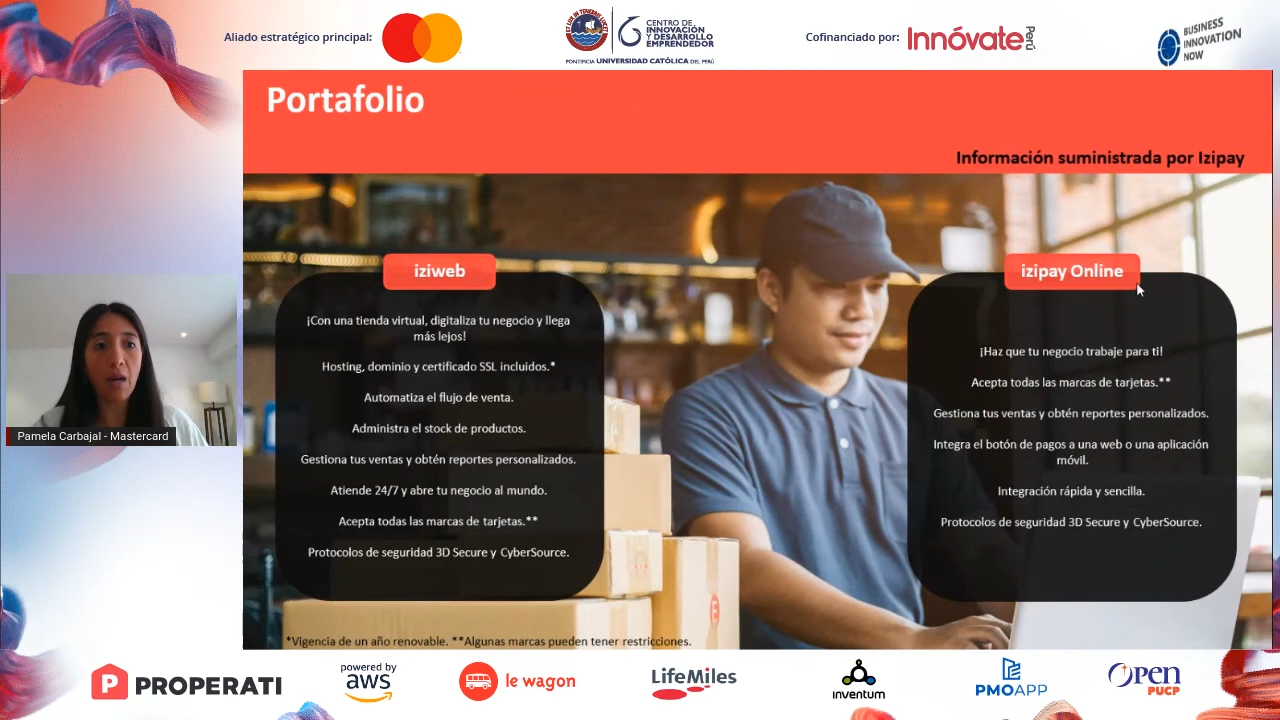 Aliado estratégico principal:
CENTRO DE
INNOVACIÓN
Y DESARROLLO
EMPRENDEDOR
PONTIFICIA UNIVERSIDAD CATÓLICA DEL PERÚ
Cofinanciado por:
Innóvate Perú
BUSINESS
INNOVATION
NOW
Portafolio
Información suministrada por Izipay
iziweb
¡Con una tienda virtual, digitaliza tu negocio y llega
más lejos!
Hosting, dominio y certificado SSL incluidos.*
Automatiza el flujo de venta.
Administra el stock de productos.
Gestiona tus ventas y obtén reportes personalizados.
Atiende 24/7 y abre tu negocio al mundo.
Acepta todas las marcas de tarjetas.**
Protocolos de seguridad 3D Secure y CyberSource.
izipay Online
¡Haz que tu negocio trabaje para ti!
Acepta todas las marcas de tarjetas.**
Gestiona tus ventas y obtén reportes personalizados.
Integra el botón de pagos a una web o una aplicación
móvil.
Integración rápida y sencilla.
Protocolos de seguridad 3D Secure y CyberSource.
Pamela Carbajal - Mastercard
*Vigencia de un año renovable. **Algunas marcas pueden tener restricciones.
PROPERATI
powered by
aws
le wagon
LifeMiles
INVENTUM
PMOAPP
OPEN
PUCP